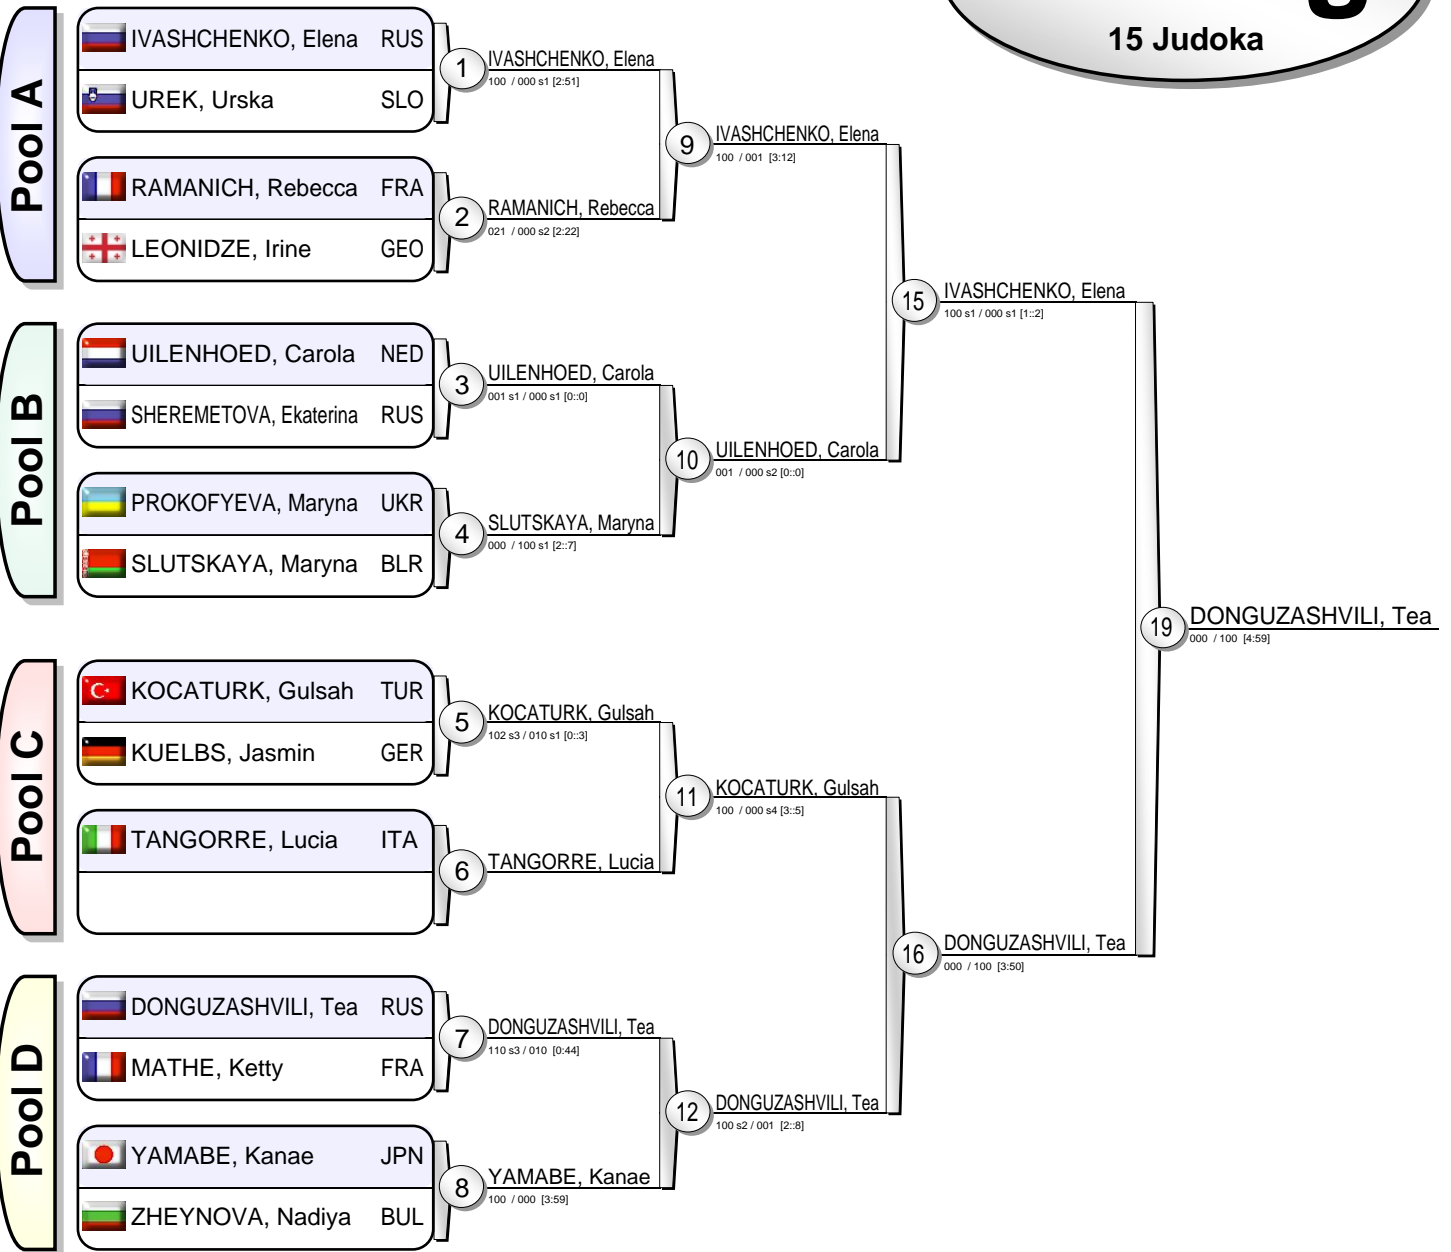 15 Judoka
Pool A
IVASHCHENKO, Elena RUS
UREK, Urska SLO
1
IVASHCHENKO, Elena
100 / 000 s1 [2:51]
RAMANICH, Rebecca FRA
LEONIDZE, Irine GEO
2
RAMANICH, Rebecca
021 / 000 s2 [2:22]
9
IVASHCHENKO, Elena
100 / 001 [3:12]
Pool B
UILENHOED, Carola NED
SHEREMETOVA, Ekaterina RUS
3
UILENHOED, Carola
001 s1 / 000 s1 [0::0]
PROKOFYEVA, Maryna UKR
SLUTSKAYA, Maryna BLR
4
SLUTSKAYA, Maryna
000 / 100 s1 [2::7]
10
UILENHOED, Carola
001 / 000 s2 [0::0]
15
IVASHCHENKO, Elena
100 s1 / 000 s1 [1::2]
Pool C
KOCATURK, Gulsah TUR
KUELBS, Jasmin GER
5
KOCATURK, Gulsah
102 s3 / 010 s1 [0::3]
TANGORRE, Lucia ITA
6
TANGORRE, Lucia
11
KOCATURK, Gulsah
100 / 000 s4 [3::5]
Pool D
DONGUZASHVILI, Tea RUS
MATHE, Ketty FRA
7
DONGUZASHVILI, Tea
110 s3 / 010 [0:44]
YAMABE, Kanae JPN
ZHEYNOVA, Nadiya BUL
8
YAMABE, Kanae
100 / 000 [3:59]
12
DONGUZASHVILI, Tea
100 s2 / 001 [2::8]
16
DONGUZASHVILI, Tea
000 / 100 [3:50]
19
DONGUZASHVILI, Tea
000 / 100 [4:59]